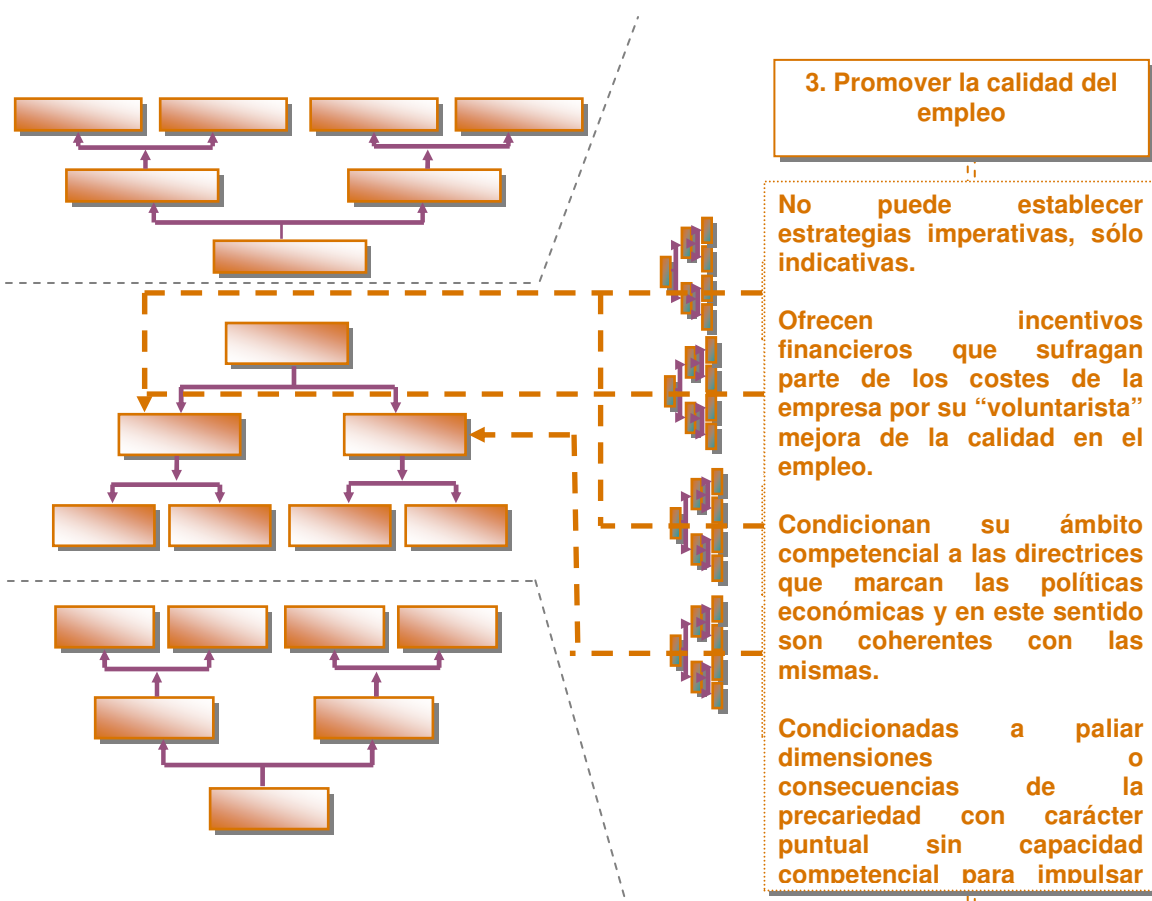 3. Promover la calidad del
empleo
No puede establecer
estrategias imperativas, sólo
indicativas.
Ofrecen incentivos
financieros que sufragan
parte de los costes de la
empresa por su “voluntarista”
mejora de la calidad en el
empleo.
Condicionan su ámbito
competencial a las directrices
que marcan las políticas
económicas y en este sentido
son coherentes con las
mismas.
Condicionadas a paliar
dimensiones o
consecuencias de la
precariedad con carácter
puntual sin capacidad
competencial para impulsar